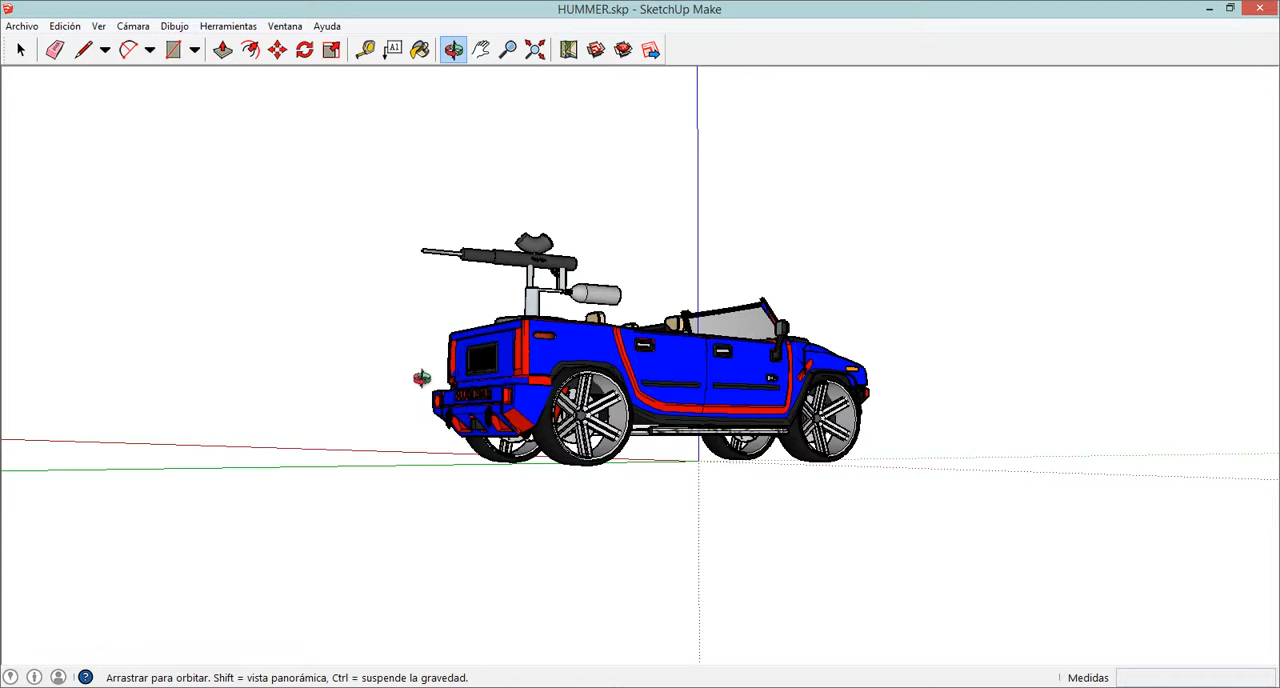 HUMMER.skp - SketchUp Make
Archivo Edición Ver Cámara Dibujo Herramientas Ventana Ayuda
A1
Arrastrar para orbitar. Shift = vista panorámica, Ctrl = suspende la gravedad.
Medidas